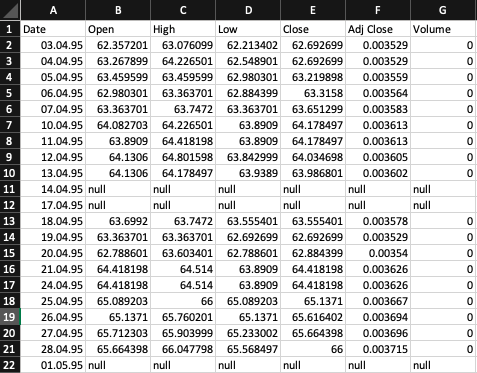 A B C D E F G
1 Date Open High Low Close Adj Close Volume
2 03.04.95 62.357201 63.076099 62.213402 62.692699 0.003529 0
3 04.04.95 63.267899 64.226501 62.548901 62.692699 0.003529 0
4 05.04.95 63.459599 63.459599 62.980301 63.219898 0.003559 0
5 06.04.95 62.980301 63.363701 62.884399 63.3158 0.003564 0
6 07.04.95 63.363701 63.7472 63.363701 63.651299 0.003583 0
7 10.04.95 64.082703 64.226501 63.8909 64.178497 0.003613 0
8 11.04.95 63.8909 64.418198 63.8909 64.178497 0.003613 0
9 12.04.95 64.1306 64.801598 63.842999 64.034698 0.003605 0
10 13.04.95 64.1306 64.178497 63.9389 63.986801 0.003602 0
11 14.04.95 null null null null null null
12 17.04.95 null null null null null null
13 18.04.95 63.6992 63.7472 63.555401 63.555401 0.003578 0
14 19.04.95 63.363701 63.363701 62.692699 62.692699 0.003529 0
15 20.04.95 62.788601 63.603401 62.788601 62.884399 0.00354 0
16 21.04.95 64.418198 64.514 63.8909 64.418198 0.003626 0
17 24.04.95 64.418198 64.514 63.8909 64.418198 0.003626 0
18 25.04.95 65.089203 66 65.089203 65.1371 0.003667 0
19 26.04.95 65.1371 65.760201 65.1371 65.616402 0.003694 0
20 27.04.95 65.712303 65.903999 65.233002 65.664398 0.003696 0
21 28.04.95 65.664398 66.047798 65.568497 66 0.003715 0
22 01.05.95 null null null null null null